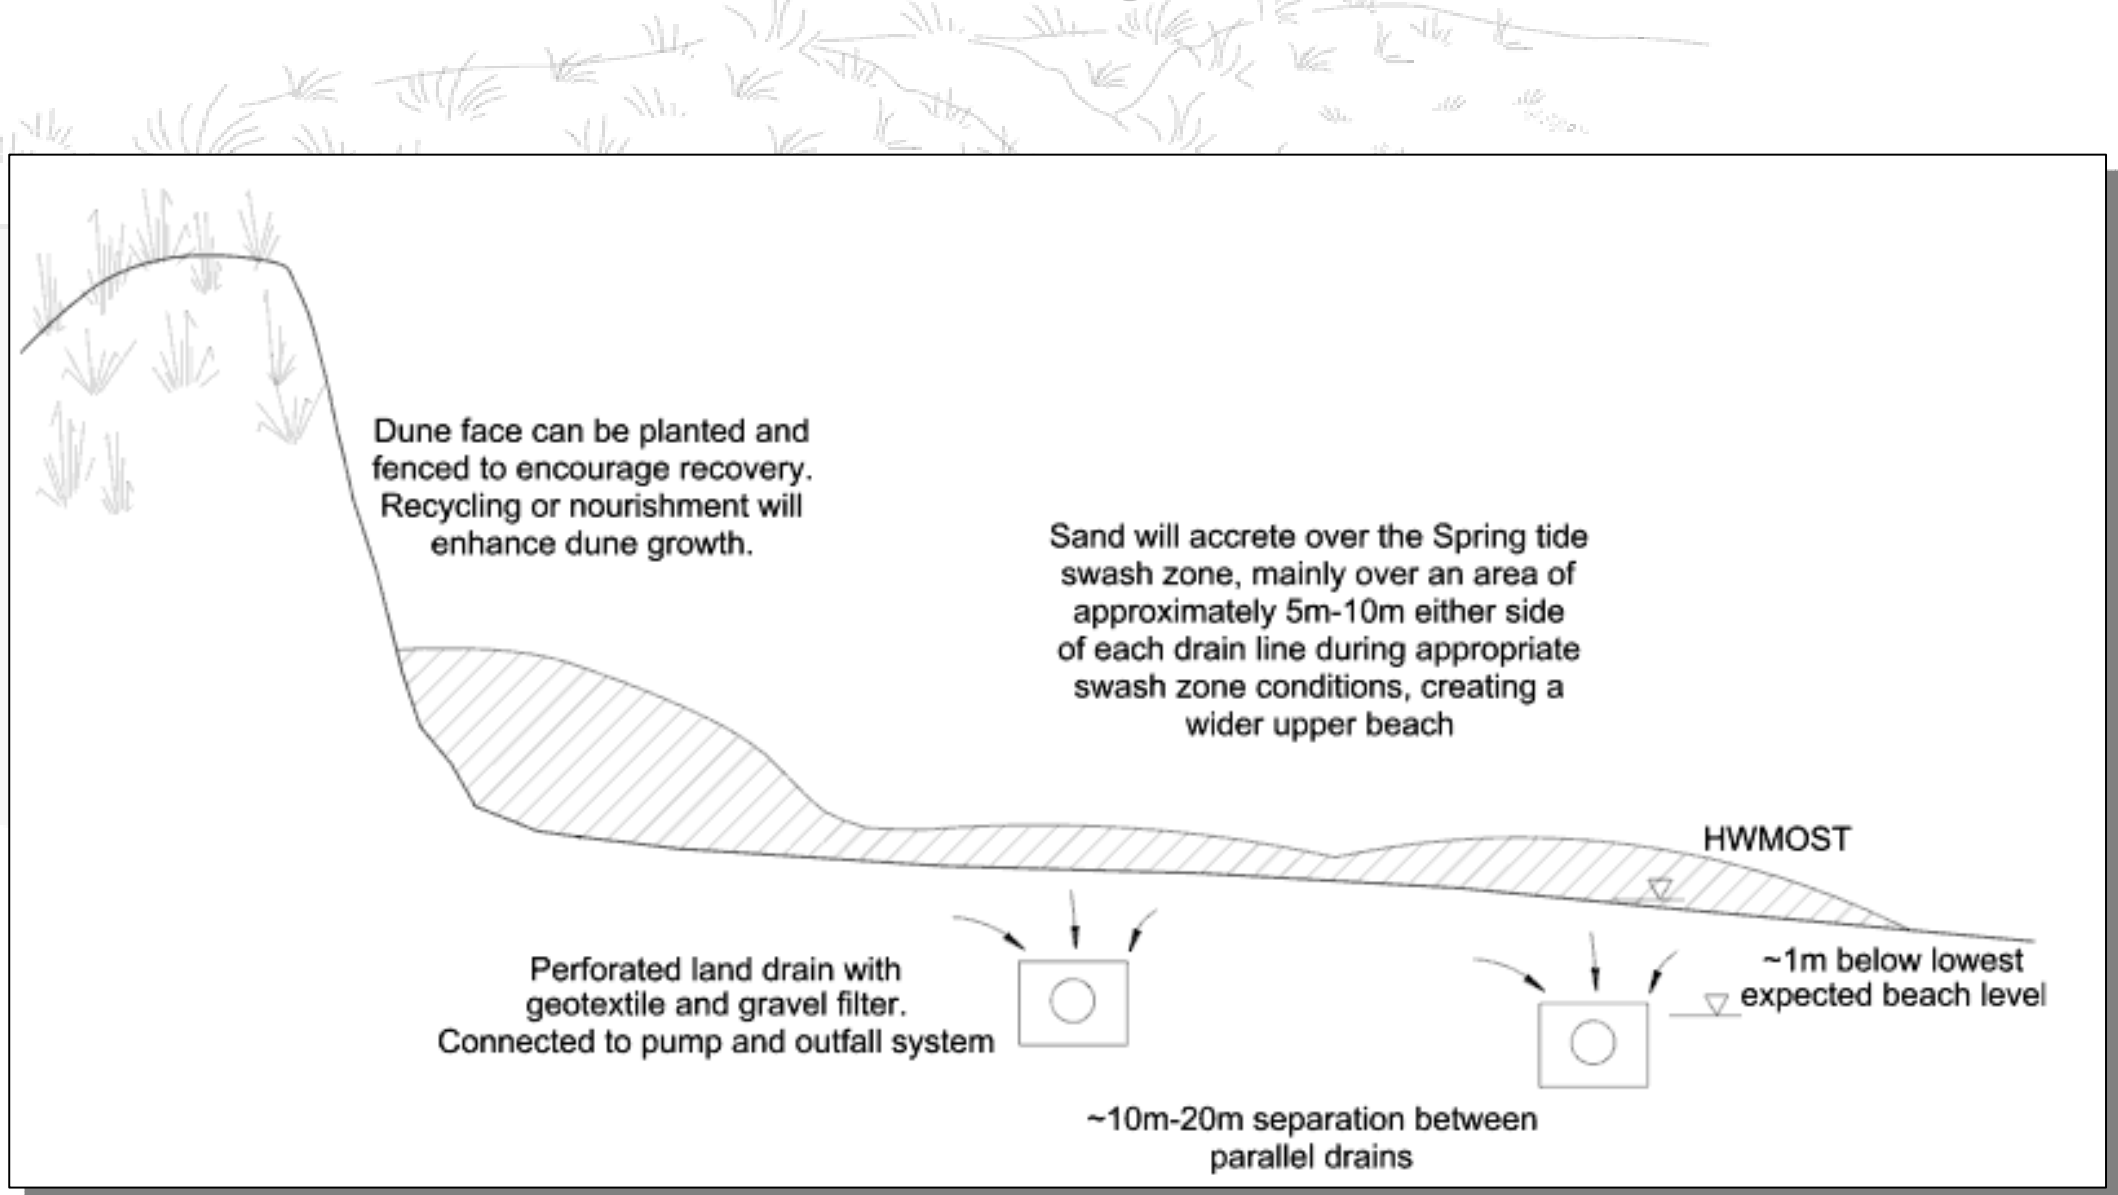 Dune face can be planted and
fenced to encourage recovery.
Recycling or nourishment will
enhance dune growth.
Sand will accrete over the Spring tide
swash zone, mainly over an area of
approximately 5m-10m either side
of each drain line during appropriate
swash zone conditions, creating a
wider upper beach
HWMOST
Perforated land drain with
geotextile and gravel filter.
Connected to pump and outfall system
~1m below lowest
expected beach level
~10m-20m separation between
parallel drains